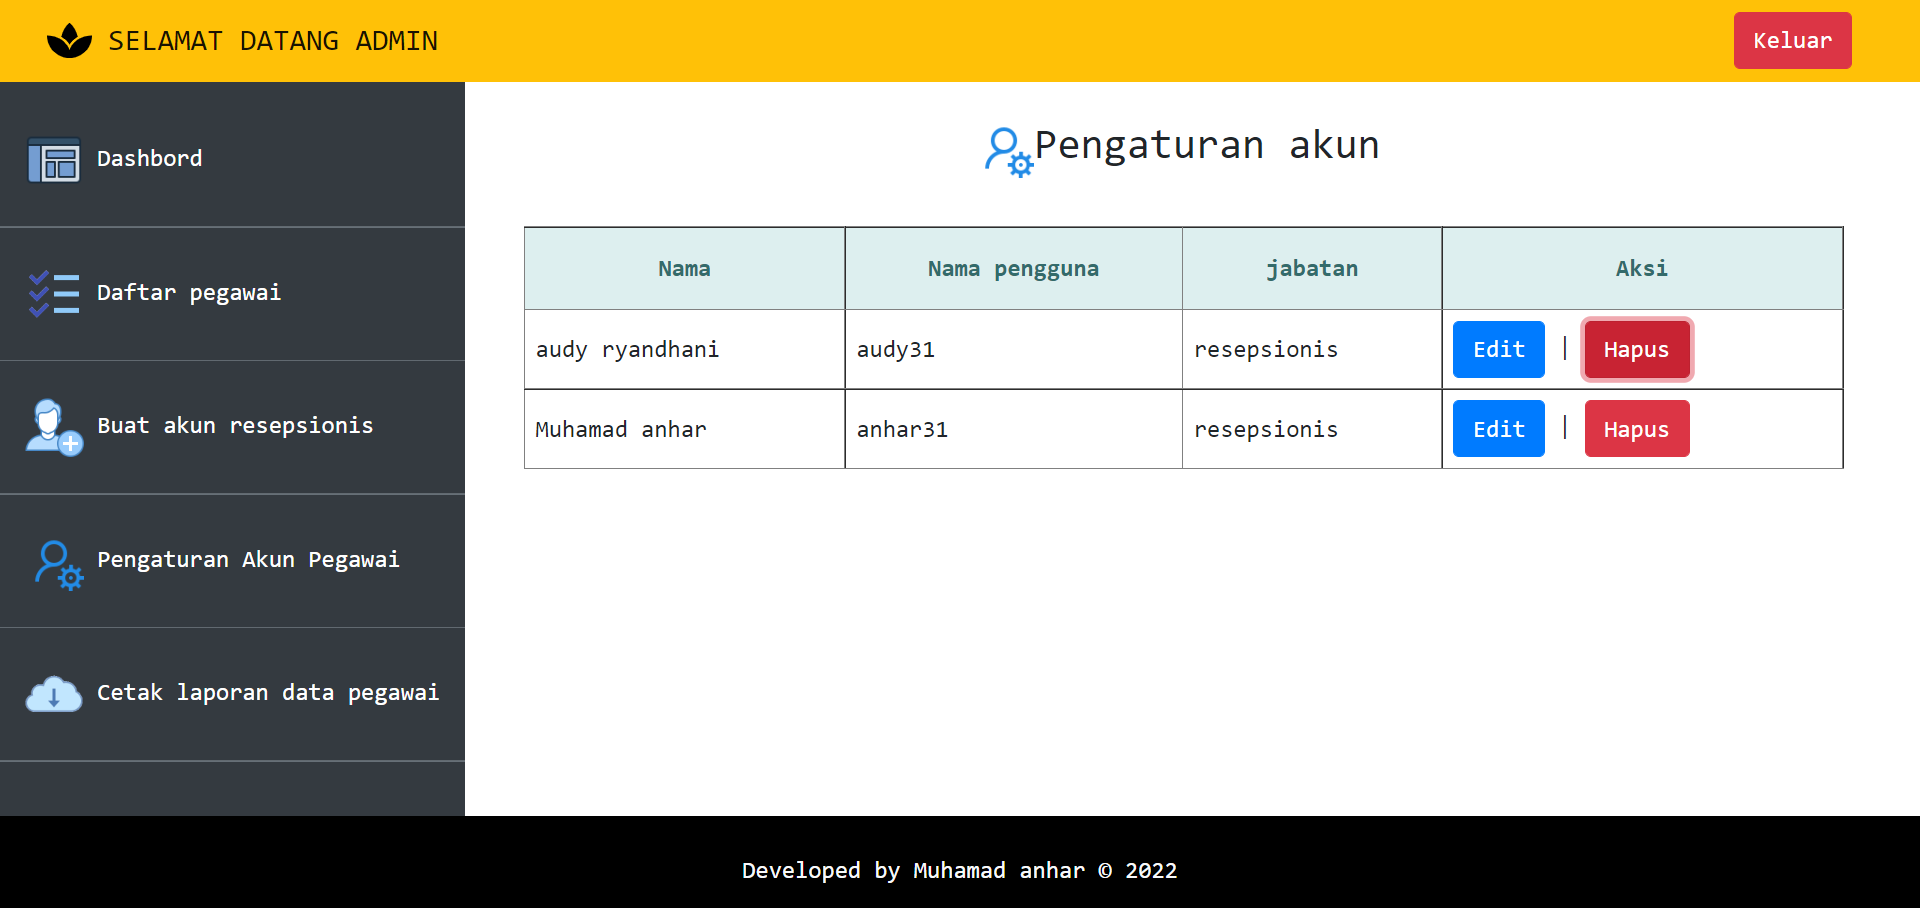 SELAMAT DATANG ADMIN
Keluar
Dashbord
Daftar pegawai
Buat akun resepsionis
Pengaturan Akun Pegawai
Cetak laporan data pegawai
Pengaturan akun
Nama Nama pengguna jabatan Aksi
audy ryandhani audy31 resepsionis Edit | Hapus
Muhamad anhar anhar31 resepsionis Edit | Hapus
Developed by Muhamad anhar © 2022